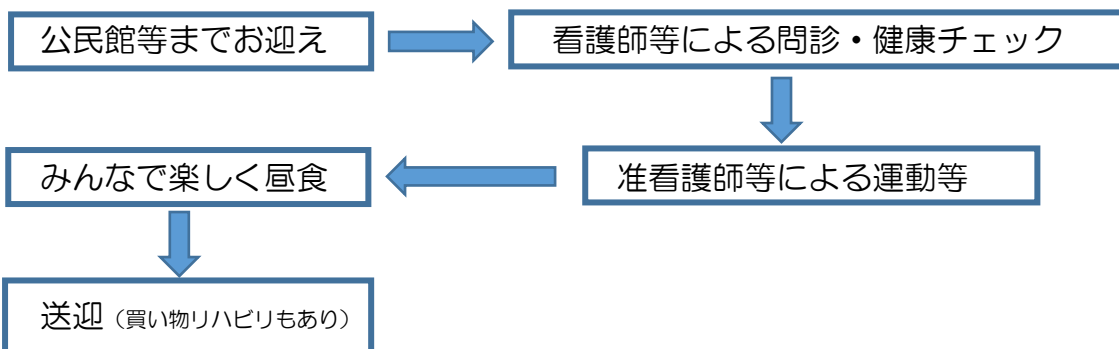 公民館等までお迎え
看護師等による問診・健康チェック
准看護師等による運動等
みんなで楽しく昼食
送迎（買い物リハビリもあり）